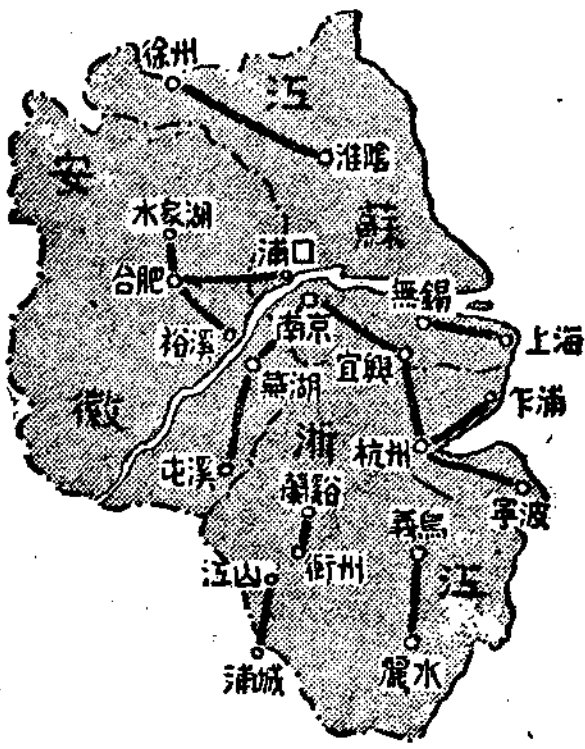 徐州
江
淮陰
安
水家湖
蘇
浦口
合肥
無錫
裕溪
南京
上海
蕪湖
宜興
乍浦
徽
浙
杭州
屯溪
蘭谿
寧波
義烏
江山
衢州
江
浦城
麗水